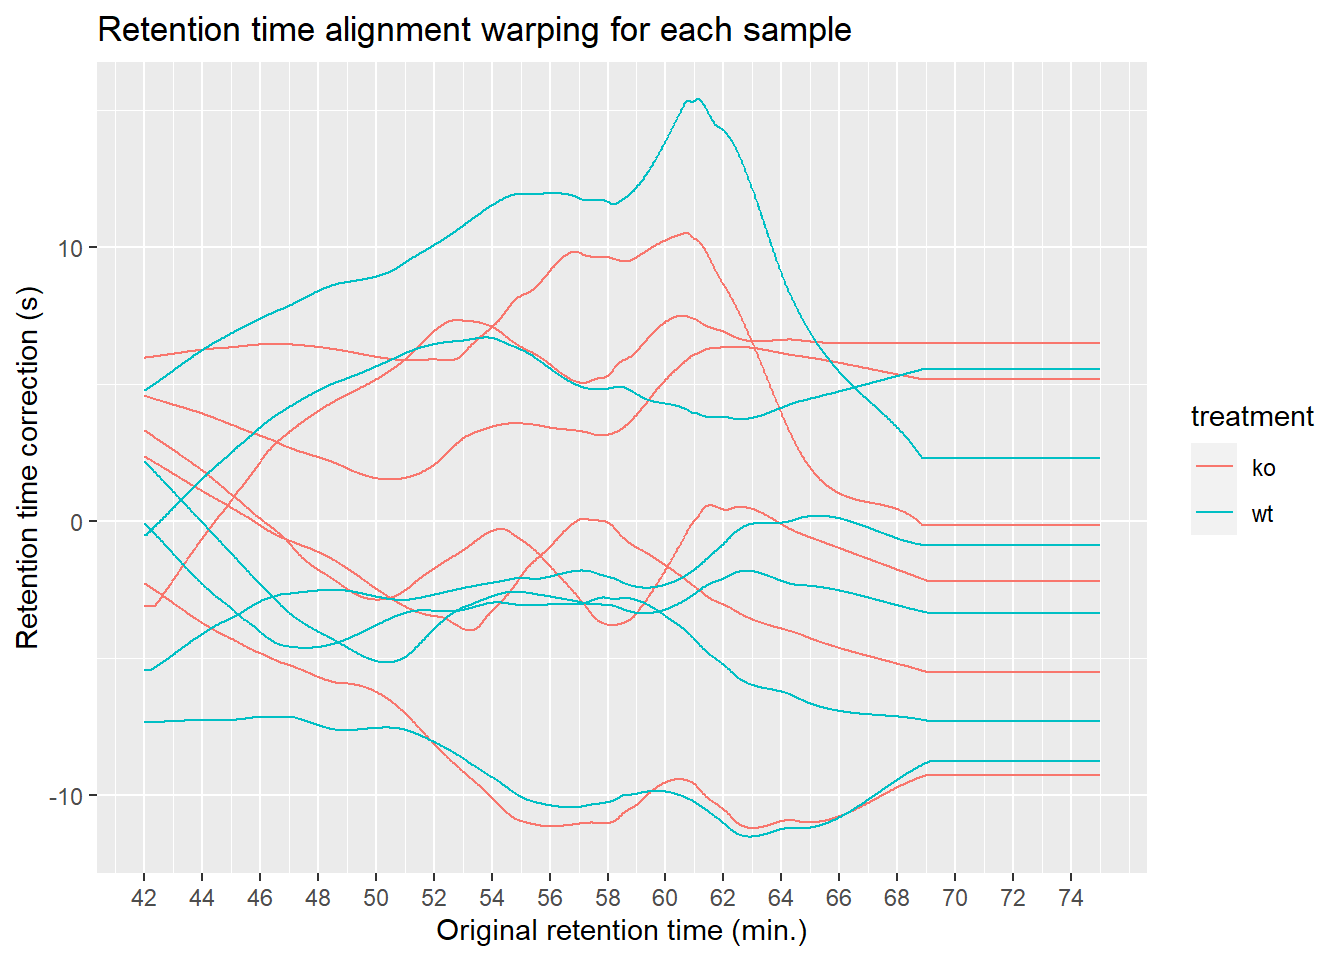 Retention time alignment warping for each sample
Retention time correction (s)
10
0
-10
42 44 46 48 50 52 54 56 58 60 62 64 66 68 70 72 74
Original retention time (min.)
treatment
ko
wt